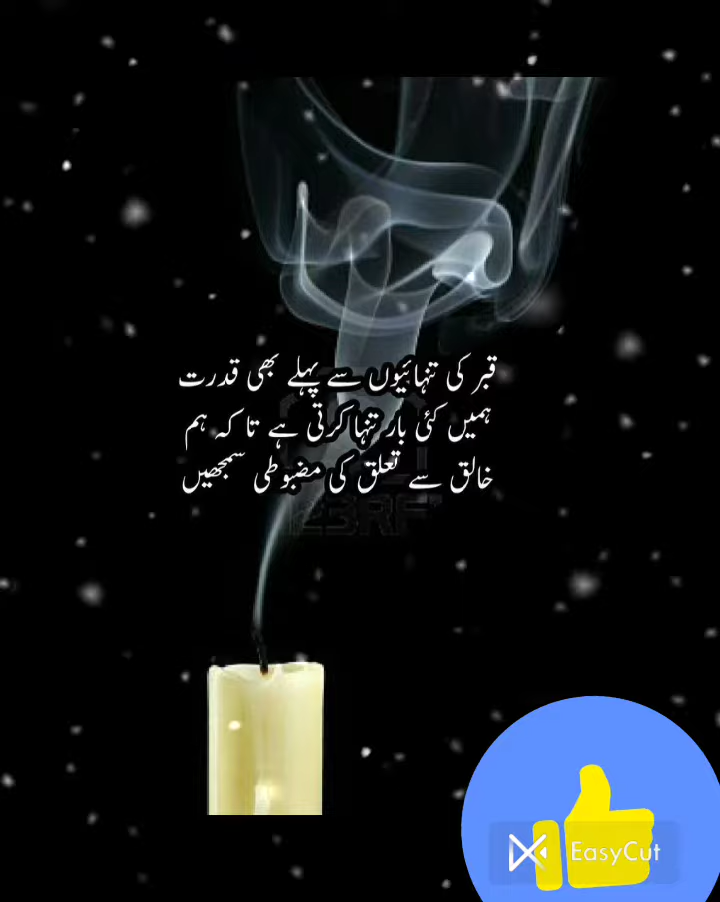 قبر کی تنہائیوں سے پہلے بھی قدرت
ہمیں کئی بار تنہا کرتی ہے تا کہ ہم
خالق سے تعلق کی مضبوطی سمجھیں
123RF
EasyCut